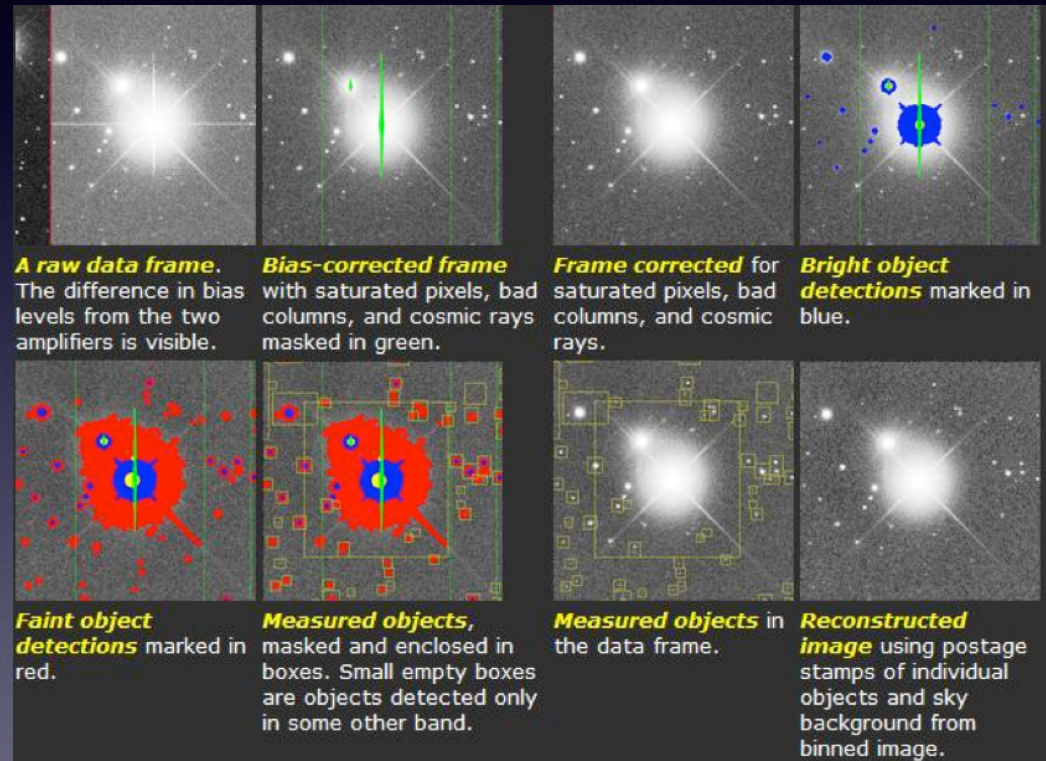 A raw data frame.
The difference in bias
levels from the two
amplifiers is visible.
Bias-corrected frame
with saturated pixels, bad
columns, and cosmic rays
masked in green.
Frame corrected for
saturated pixels, bad
columns, and cosmic
rays.
Bright object
detections marked in
blue.
Faint object
detections marked in
red.
Measured objects,
masked and enclosed in
boxes. Small empty boxes
are objects detected only
in some other band.
Measured objects in
the data frame.
Reconstructed
image using postage
stamps of individual
objects and sky
background from
binned image.